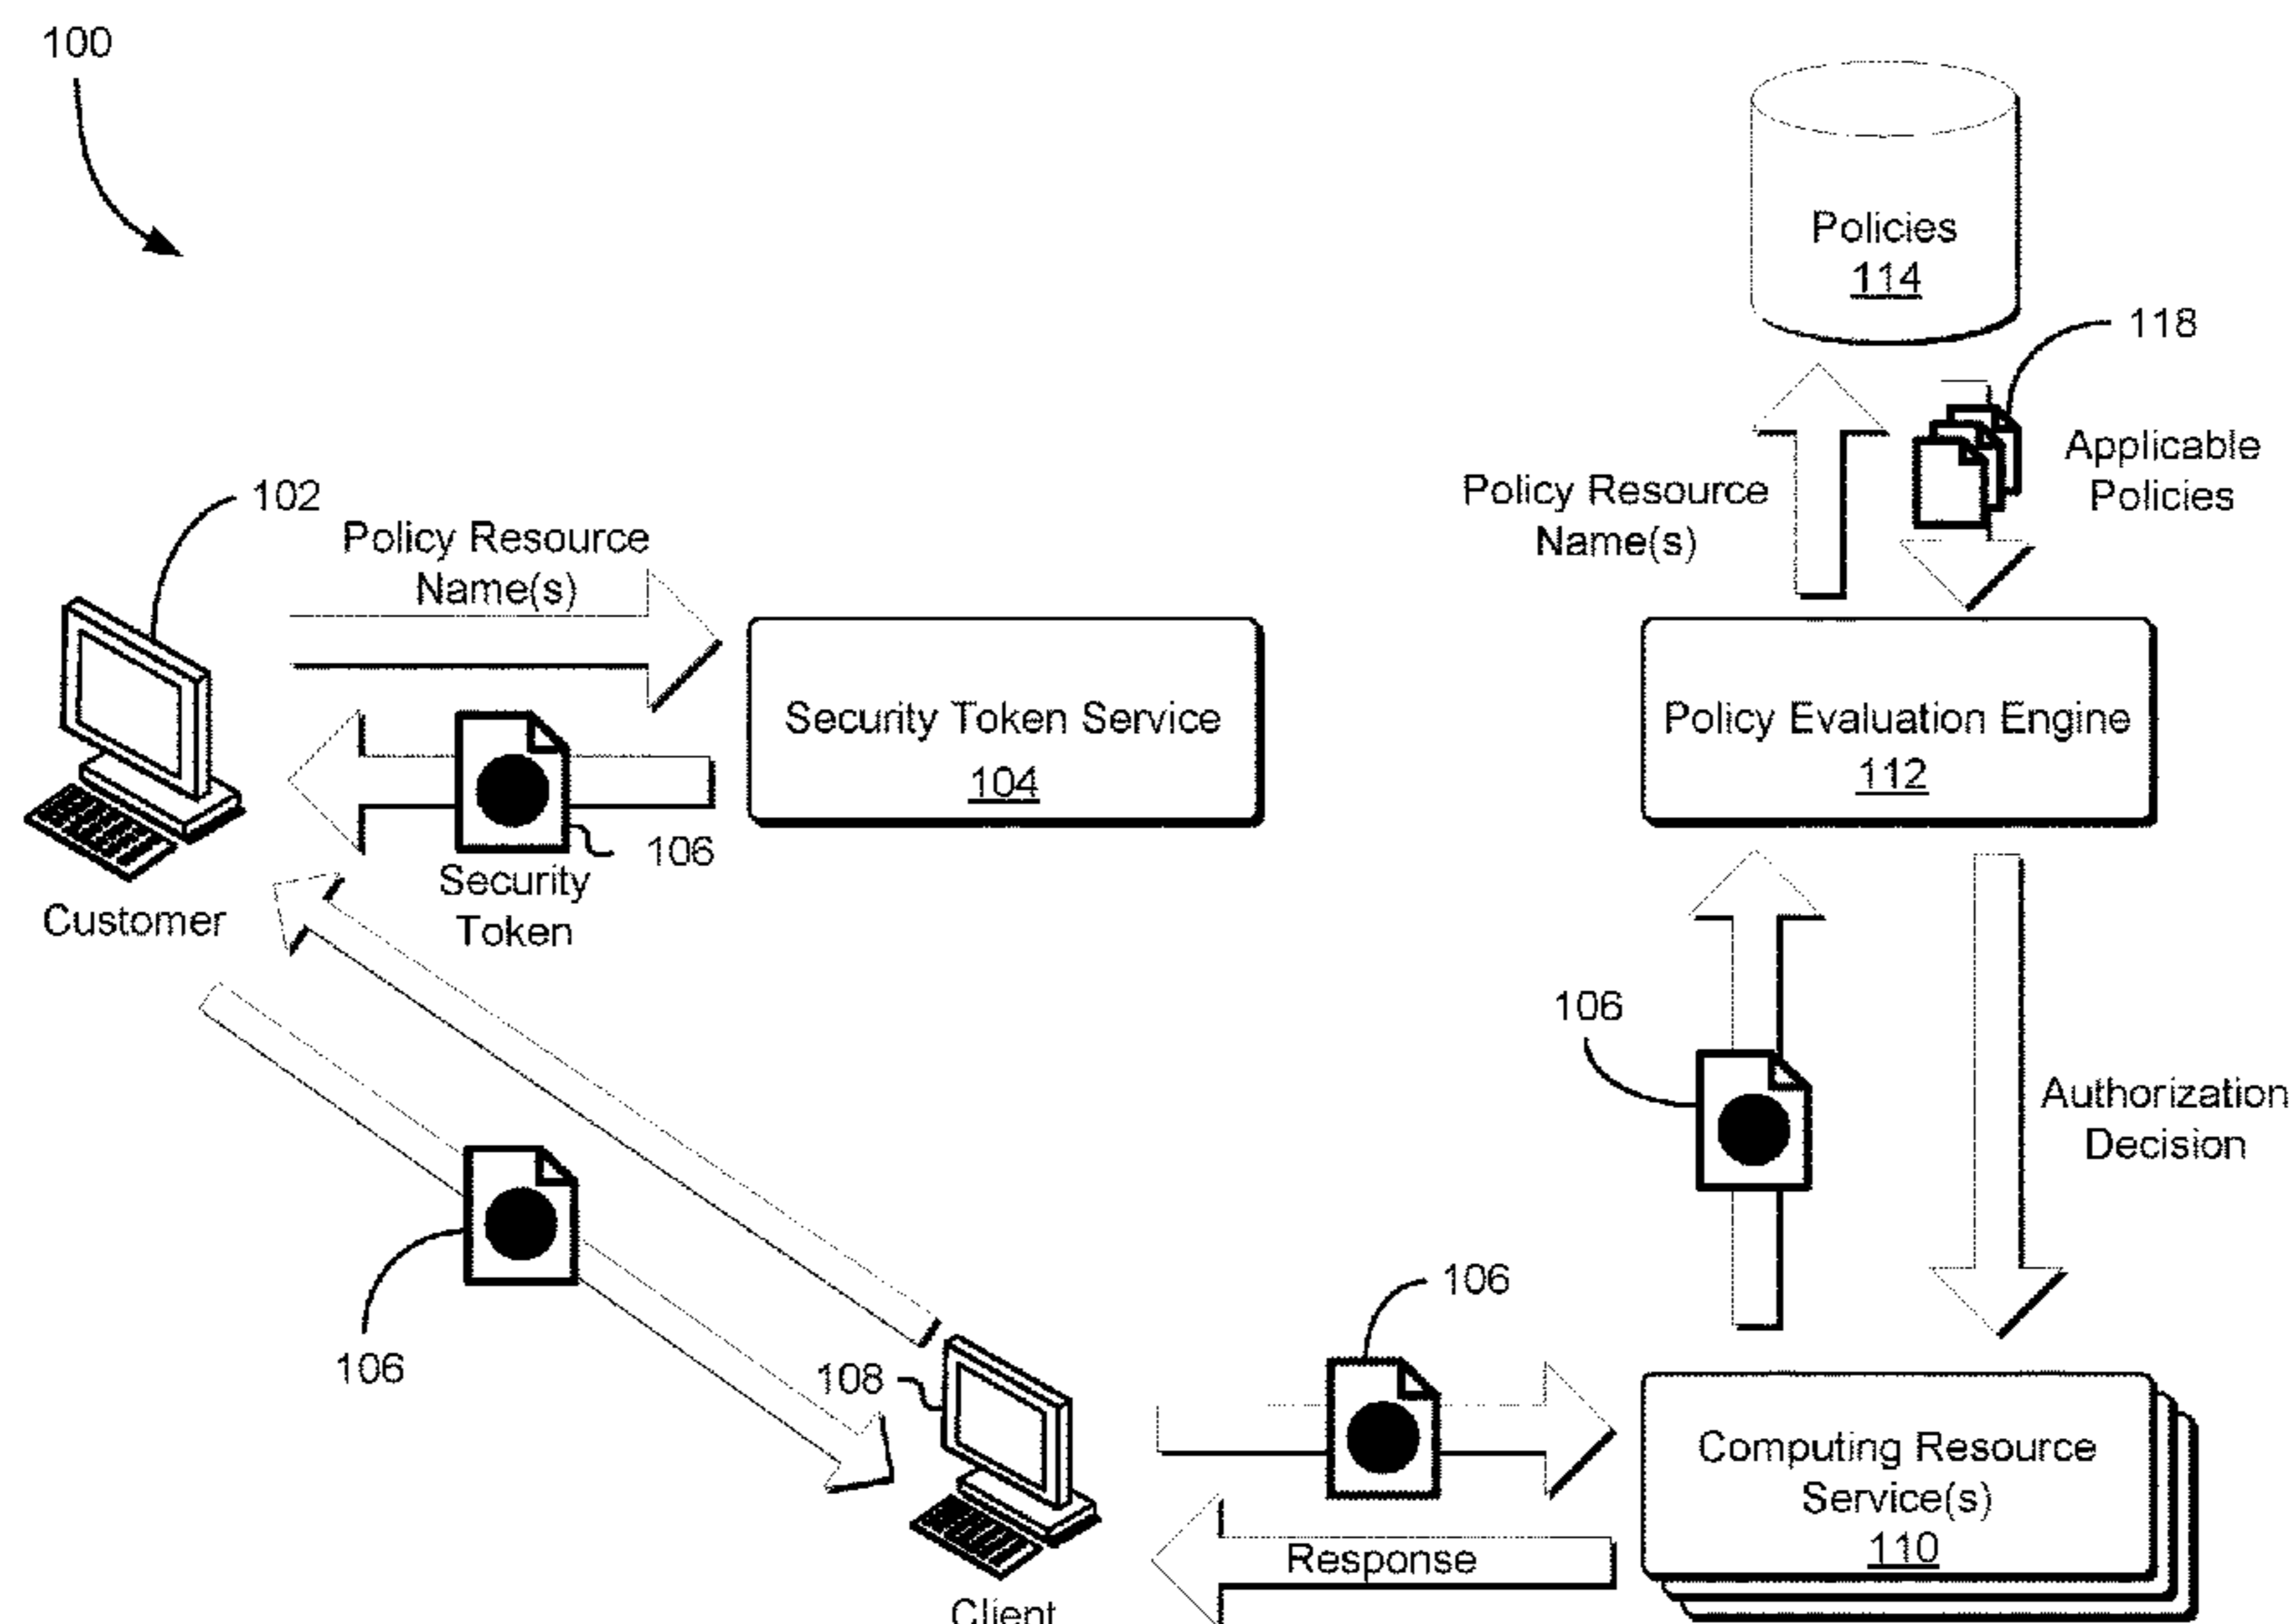 100
Policies
114
118
Applicable
Policies
Policy Resource
Name(s)
102
Policy Resource
Name(s)
Security Token Service
104
Policy Evaluation Engine
112
106
Security
Token
Customer
106
Authorization
Decision
106
106
108
Computing Resource
Service(s)
110
Response
Client